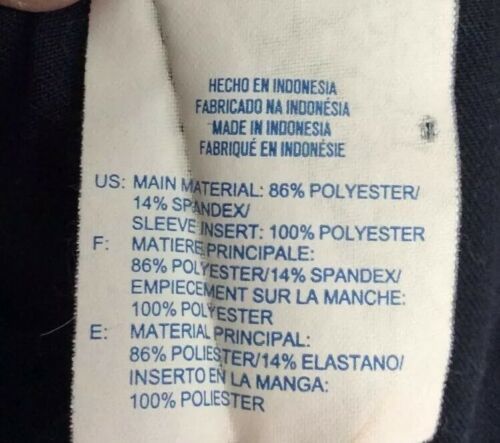 HECHO EN INDONESIA
FABRICADO NA INDONÉSIA
MADE IN INDONESIA
FABRIQUÉ EN INDONÉSIE
US: MAIN MATERIAL: 86% POLYESTER/
14% SPANDEX/
SLEEVE INSERT: 100% POLYESTER
F: MATIERE PRINCIPALE:
86% POLYESTER/14% SPANDEX/
EMPIECEMENT SUR LA MANCHE:
100% POLYESTER
E: MATERIAL PRINCIPAL:
86% POLIESTER/14% ELASTANO/
INSERTO EN LA MANGA:
100% POLIESTER